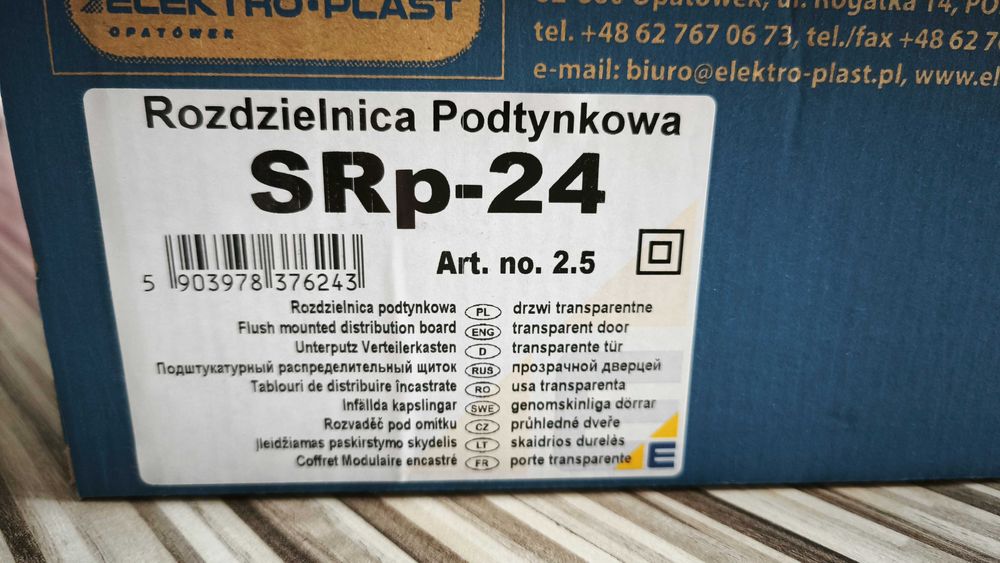 ELEKTRO-PLAST
OPATÓWEK
Opatówek, ul. Rogatka 14,
tel. +48 62 767 06 73, tel./fax +48 62
e-mail: biuro@elektro-plast.pl,
Rozdzielnica Podtynkowa
SRp-24
Art. no. 2.5
5 903978 376243
Rozdzielnica podtynkowa PL drzwi transparentne
Flush mounted distribution board ENG transparent door
Unterputz Verteilerkasten D transparente tür
Подштукатурный распределительный щиток RUS прозрачной дверцей
Tablouri de distribuire încastrate RO usa transparenta
Infällda kapslingar SWE genomskinliga dörrar
Rozvaděč pod omítku CZ průhledné dveře
Įleidžiamas paskirstymo skydelis LT skaidrios durelės
Coffret Modulaire encastré FR porte transparente
E